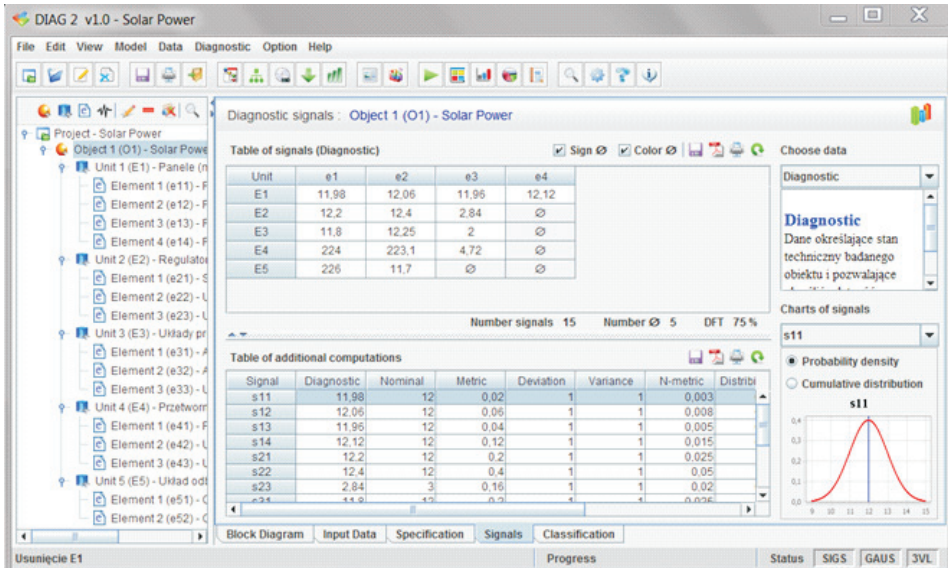 DIAG 2 v1.0 - Solar Power
File Edit View Model Data Diagnostic Option Help
Project - Solar Power
Object 1 (O1) - Solar Powe
Unit 1 (E1) - Panele (n
Element 1 (e11) - F
Element 2 (e12) - F
Element 3 (e13) - F
Element 4 (e14) - F
Unit 2 (E2) - Regulator
Element 1 (e21) - S
Element 2 (e22) - U
Element 3 (e23) - U
Unit 3 (E3) - Układy pr
Element 1 (e31) - A
Element 2 (e32) - A
Element 3 (e33) - U
Unit 4 (E4) - Przetworn
Element 1 (e41) - F
Element 2 (e42) - U
Element 3 (e43) - U
Unit 5 (E5) - Układ odb
Element 1 (e51) - O
Element 2 (e52) - O
Diagnostic signals : Object 1 (O1) - Solar Power
Table of signals (Diagnostic) Sign Ø Color Ø
Unit e1 e2 e3 e4
E1 11,98 12,06 11,96 12,12
E2 12,2 12,4 2,84 Ø
E3 11,8 12,25 2 Ø
E4 224 223,1 4,72 Ø
E5 226 11,7 Ø Ø
Number signals 15 Number Ø 5 DFT 75 %
Table of additional computations
Signal Diagnostic Nominal Metric Deviation Variance N-metric Distribi
s11 11,98 12 0,02 1 1 0,003
s12 12,06 12 0,06 1 1 0,008
s13 11,96 12 0,04 1 1 0,005
s14 12,12 12 0,12 1 1 0,015
s21 12,2 12 0,2 1 1 0,025
s22 12,4 12 0,4 1 1 0,05
s23 2,84 3 0,16 1 1 0,02
s31 11,8 12 0,2 1 1 0,025
Block Diagram Input Data Specification Signals Classification
Choose data
Diagnostic
Diagnostic
Dane określające stan
techniczny badanego
obiektu i pozwalające
Charts of signals
s11
Probability density
Cumulative distribution
s11
0,4
0,2
0,1
0,0
9 10 11 12 13 14 15
Usunięcie E1 Progress Status SIGS GAUS 3VL